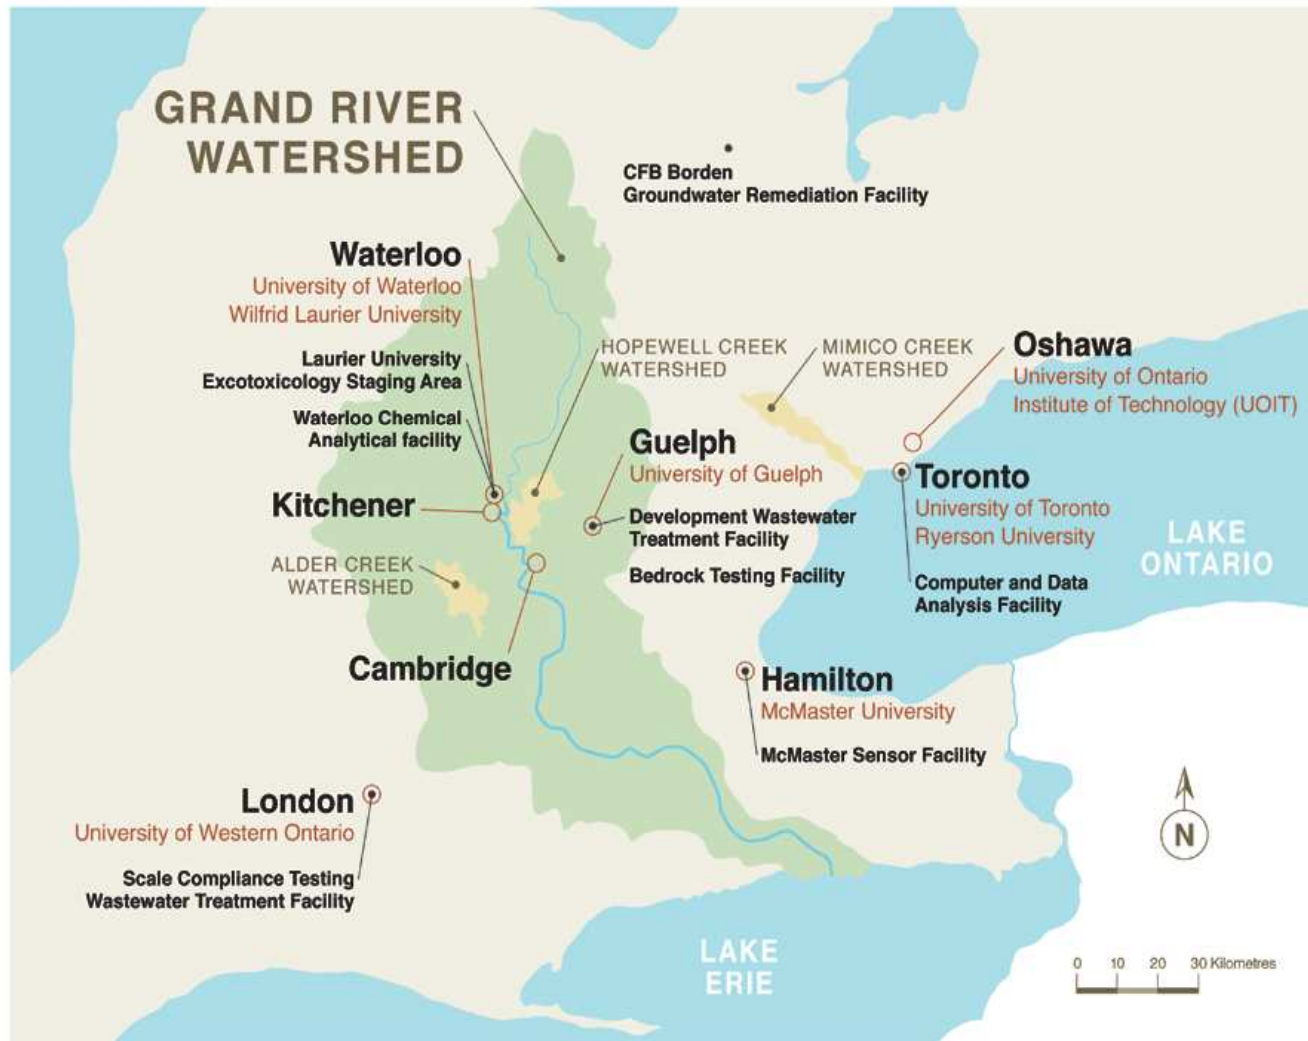 GRAND RIVER
WATERSHED
CFB Borden
Groundwater Remediation Facility
Waterloo
University of Waterloo
Wilfrid Laurier University
Laurier University
Excotoxicology Staging Area
Waterloo Chemical
Analytical facility
HOPEWELL CREEK
WATERSHED
MIMICO CREEK
WATERSHED
Oshawa
University of Ontario
Institute of Technology (UOIT)
Guelph
University of Guelph
Development Wastewater
Treatment Facility
Bedrock Testing Facility
Kitchener
ALDER CREEK
WATERSHED
Cambridge
Toronto
University of Toronto
Ryerson University
Computer and Data
Analysis Facility
LAKE
ONTARIO
Hamilton
McMaster University
McMaster Sensor Facility
London
University of Western Ontario
Scale Compliance Testing
Wastewater Treatment Facility
LAKE
ERIE
N
0 10 20 30 Kilometres